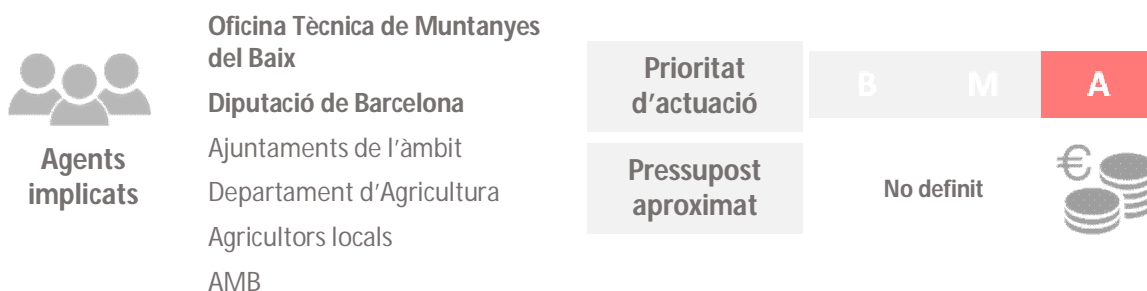 Agents
implicats
Oficina Tècnica de Muntanyes
del Baix
Diputació de Barcelona
Ajuntaments de l'àmbit
Departament d'Agricultura
Agricultors locals
AMB
Prioritat
d'actuació
B M A
Pressupost
aproximat
No definit
€